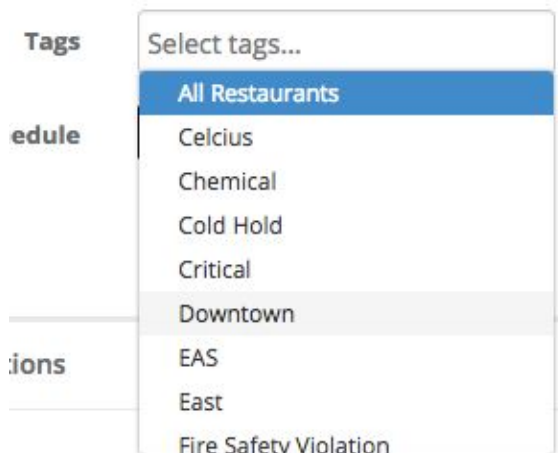 Tags
Select tags...
All Restaurants
edule
Celcius
Chemical
Cold Hold
Critical
Downtown
tions
EAS
East
Fire Safety Violation